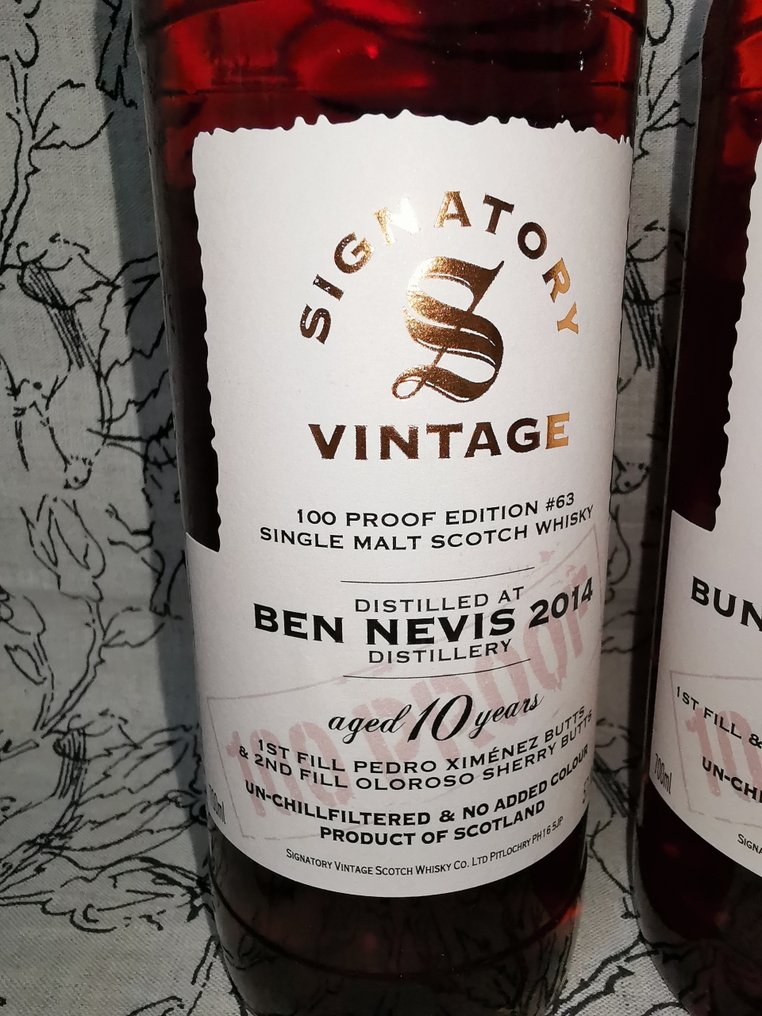 SIGNATORY
S
VINTAGE
100 PROOF EDITION #63
SINGLE MALT SCOTCH WHISKY
DISTILLED AT
BEN NEVIS 2014
DISTILLERY
100 PROOF
aged 10 years
1ST FILL PEDRO XIMÉNEZ BUTTS
& 2ND FILL OLOROSO SHERRY BUTTS
UN-CHILLFILTERED & NO ADDED COLOUR
PRODUCT OF SCOTLAND
SIGNATORY VINTAGE SCOTCH WHISKY CO. LTD PITLOCHRY PH16 5JP
BUN
1ST FILL &
10
UN-CHI
700ml
SIGNA